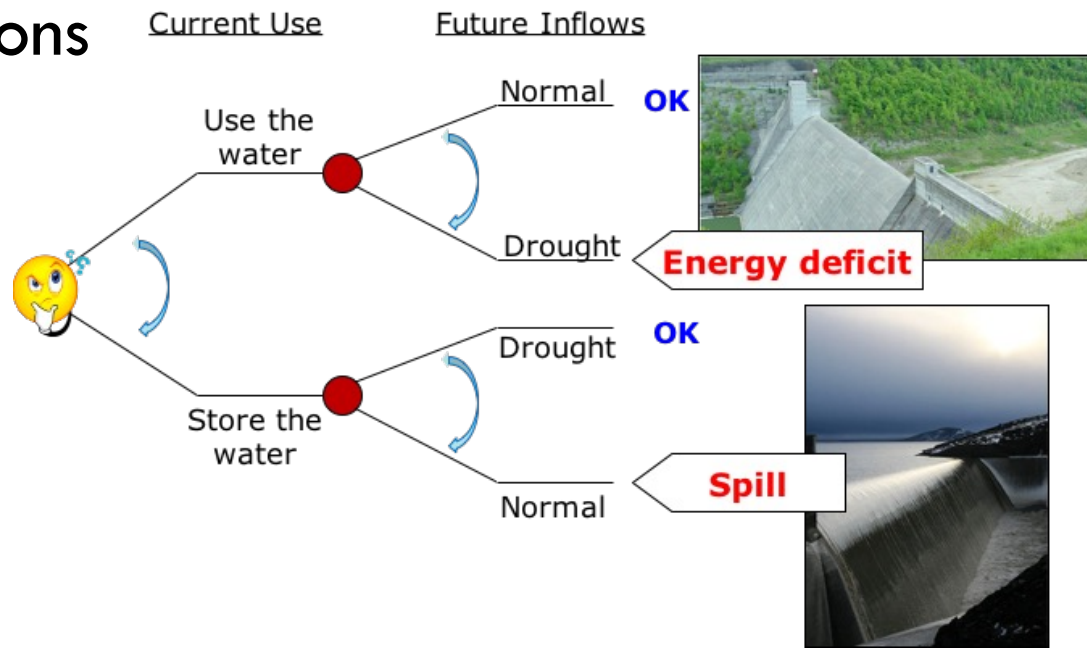 ons
Current Use
Future Inflows
Use the
water
Normal
OK
Drought
Energy deficit
Store the
water
Drought
OK
Normal
Spill